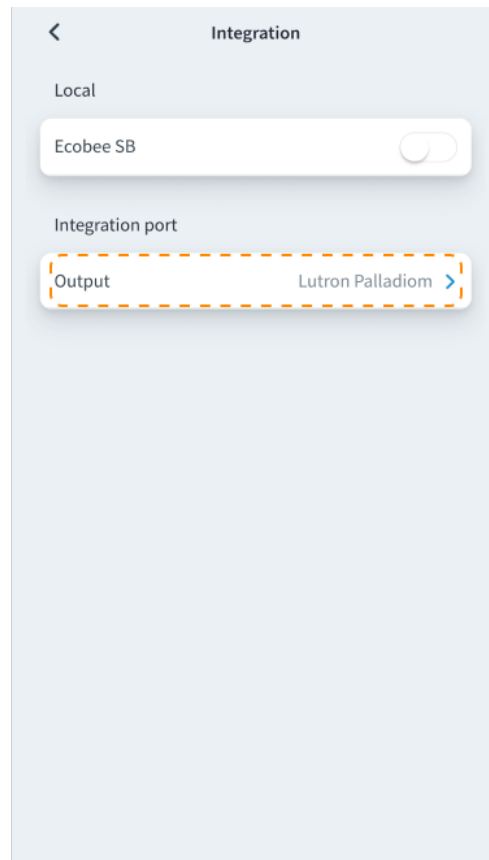 Integration
Local
Ecobee SB
Integration port
Output Lutron Palladiom